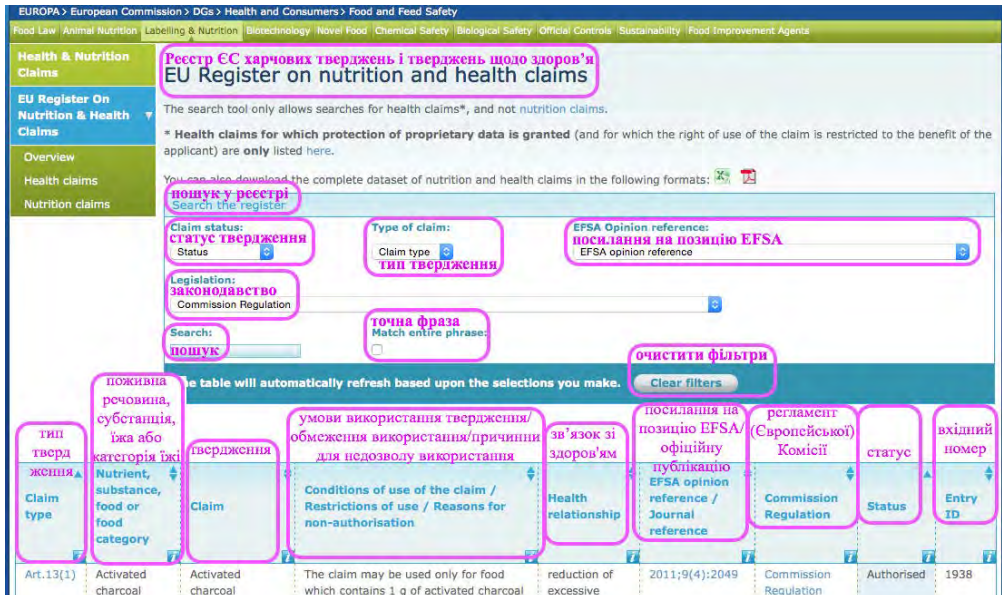 EUROPA > European Commission > DGs > Health and Consumers > Food and Feed Safety
Food Law Animal Nutrition Labelling & Nutrition Biotechnology Novel Food Chemical Safety Biological Safety Official Controls Sustainability Food Improvement Agents
Health & Nutrition
Claims
EU Register On
Nutrition & Health
Claims
Overview
Health claims
Nutrition claims
Реєстр ЄС харчових тверджень і тверджень щодо здоров'я
EU Register on nutrition and health claims
The search tool only allows searches for health claims*, and not nutrition claims.
* Health claims for which protection of proprietary data is granted (and for which the right of use of the claim is restricted to the benefit of the
applicant) are only listed here.
You can also download the complete dataset of nutrition and health claims in the following formats:
пошук у реєстрі
Search the register
Claim status:
статус твердження
Status
Type of claim:
Claim type
тип твердження
EFSA Opinion reference:
посилання на позицію EFSA
EFSA opinion reference
Legislation:
законодавство
Commission Regulation
Search:
пошук
точна фраза
Match entire phrase:
очистити фільтри
The table will automatically refresh based upon the selections you make.
Clear filters
тип
тверд
ження
Claim
type
поживна
речовина,
субстанція,
їжа або
категорія їжі
Nutrient,
substance,
food or
food
category
твердження
Claim
умови використання твердження/
обмеження використання/причини
для недозволу використання
Conditions of use of the claim /
Restrictions of use / Reasons for
non-authorisation
зв'язок зі
здоров'ям
Health
relationship
посилання на
позицію EFSA/
офіційну
публікацію
EFSA opinion
reference /
Journal
reference
регламент
(Європейської)
Комісії
Commission
Regulation
статус
Status
вхідний
номер
Entry
ID
Art.13(1) Activated Activated The claim may be used only for food reduction of 2011;9(4):2049 Commission Authorised 1938
charcoal charcoal which contains 1 g of activated charcoal excessive Regulation